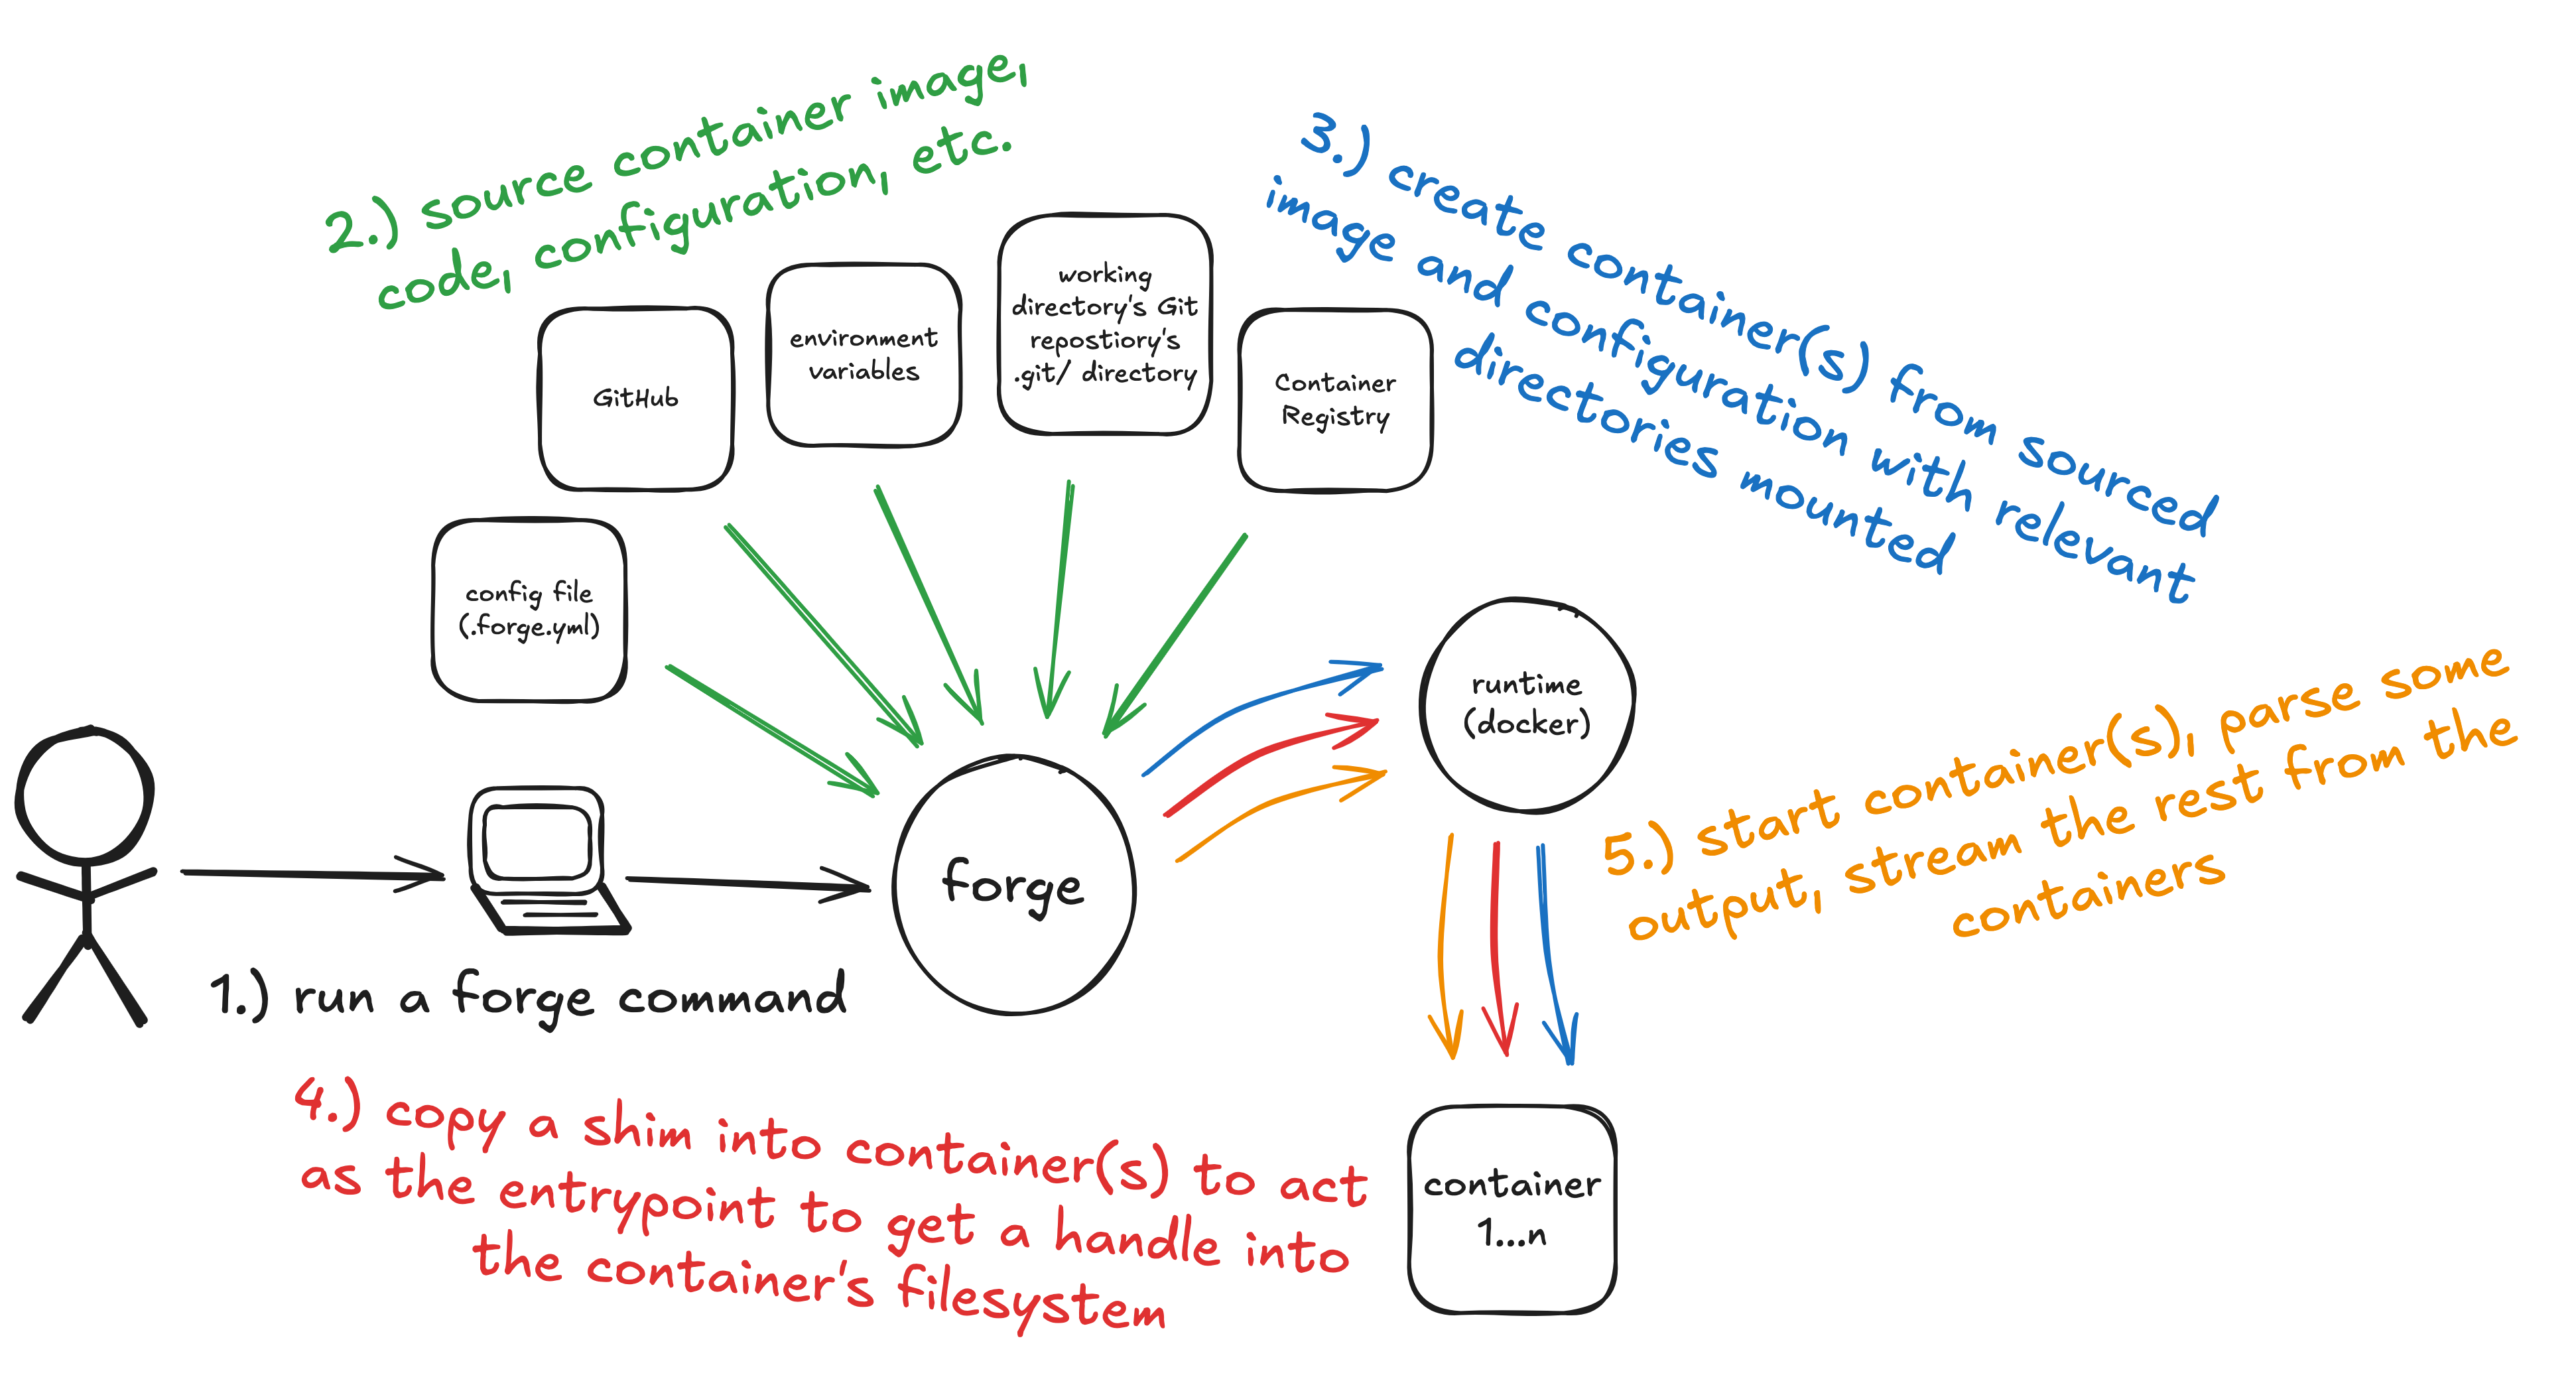 2.) source container image,
code, configuration, etc.
3.) create container(s) from sourced
image and configuration with relevant
directories mounted
GitHub
environment
variables
working
directory's Git
repostiory's
.git/ directory
Container
Registry
config file
(.forge.yml)
runtime
(docker)
5.) start container(s), parse some
output, stream the rest from the
containers
forge
1.) run a forge command
4.) copy a shim into container(s) to act
as the entrypoint to get a handle into
the container's filesystem
container
1...n